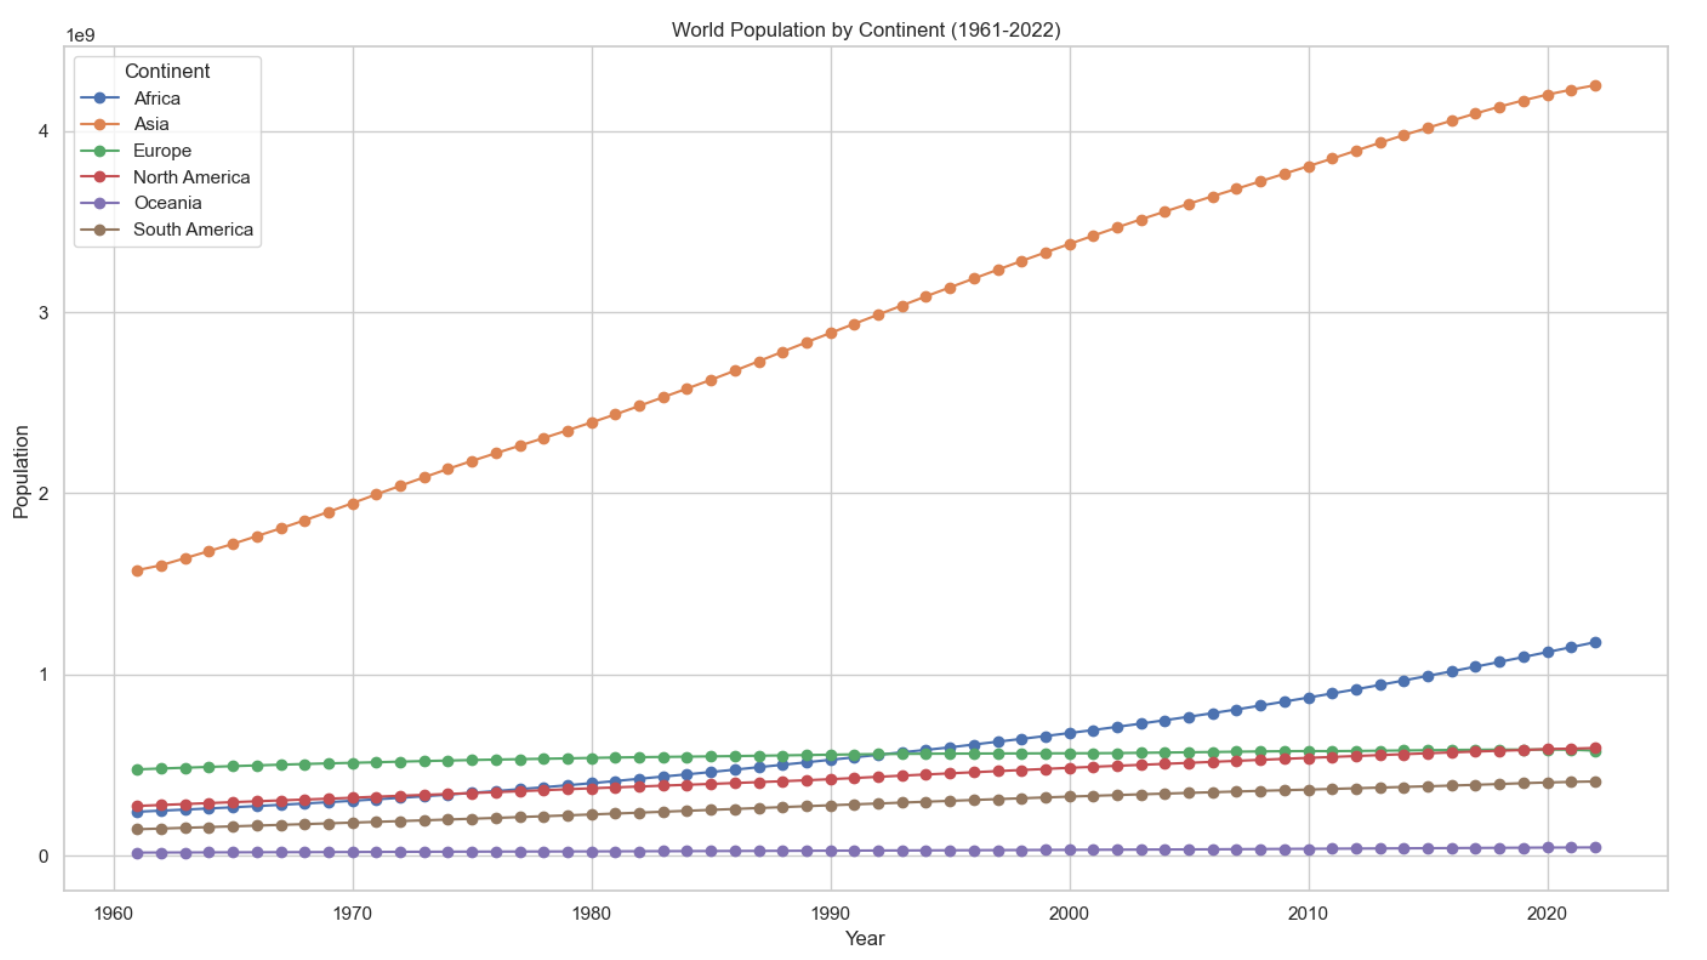 World Population by Continent (1961-2022)
1e9
Continent
Africa
Asia
Europe
North America
Oceania
South America
4
3
2
1
0
Population
1960 1970 1980 1990 2000 2010 2020
Year